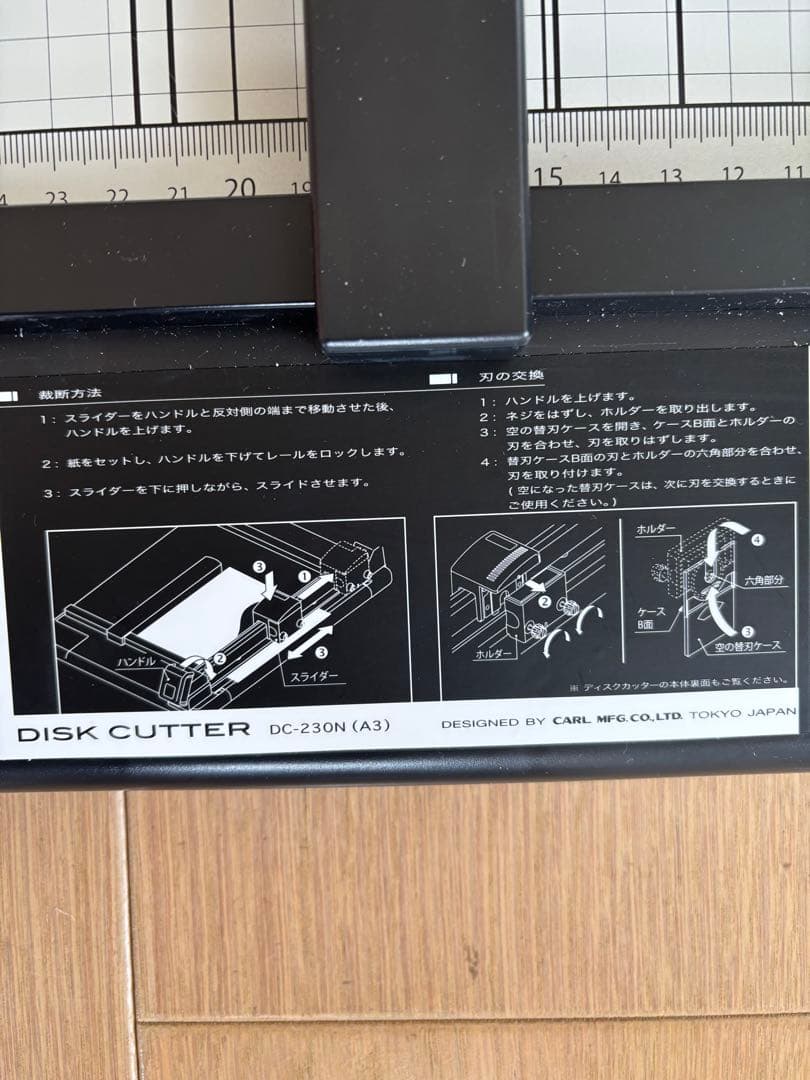 23 22 21 20 19 15 14 13 12 11
裁断方法
1：スライダーをハンドルと反対側の端まで移動させた後、
ハンドルを上げます。
2：紙をセットし、ハンドルを下げてレールをロックします。
3：スライダーを下に押しながら、スライドさせます。
刃の交換
1：ハンドルを上げます。
2：ネジをはずし、ホルダーを取り出します。
3：空の替刃ケースを開き、ケースB面とホルダーの
刃を合わせ、刃を取りはずします。
4：替刃ケースB面の刃とホルダーの六角部分を合わせ、
刃を取り付けます。
(空になった替刃ケースは、次に刃を交換するときに
ご使用ください。)
3
1
2
3
ハンドル
スライダー
2
ホルダー
ホルダー
4
六角部分
ケース
B面
3
空の替刃ケース
※ ディスクカッターの本体裏面もご覧ください。
DISK CUTTER DC-230N (A3)
DESIGNED BY CARL MFG.CO.,LTD. TOKYO JAPAN